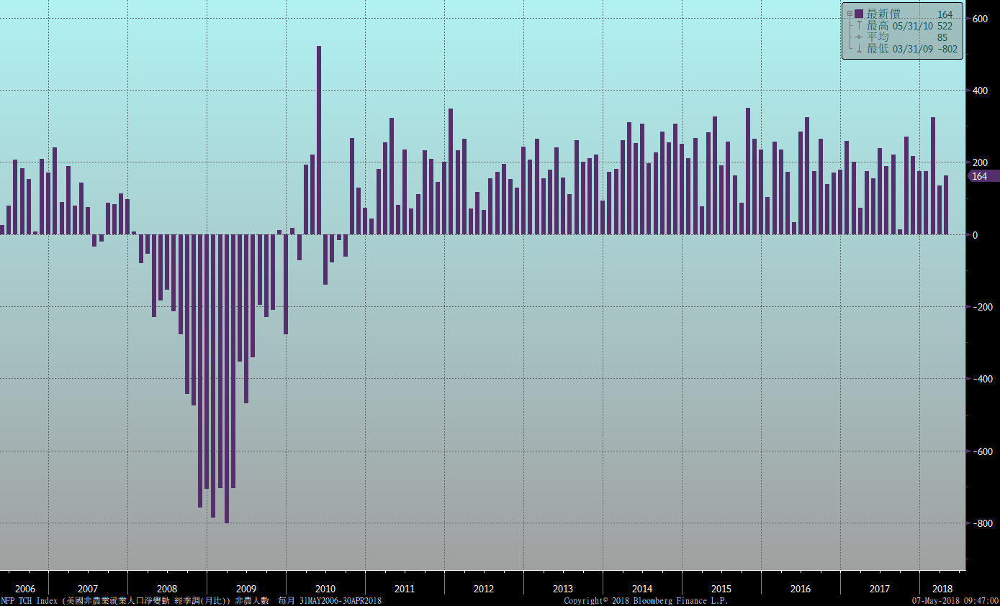 最新價 164
最高 05/31/10 522
平均 85
最低 03/31/09 -802
600
400
200
164
0
-200
-400
-600
-800
2006 2007 2008 2009 2010 2011 2012 2013 2014 2015 2016 2017 2018
NFP TCH Index (美國非農業就業人口淨變動 經季調(月比)) 非農人數 每月 31MAY2006-30APR2018 Copyright© 2018 Bloomberg Finance L.P. 07-May-2018 09:47:00